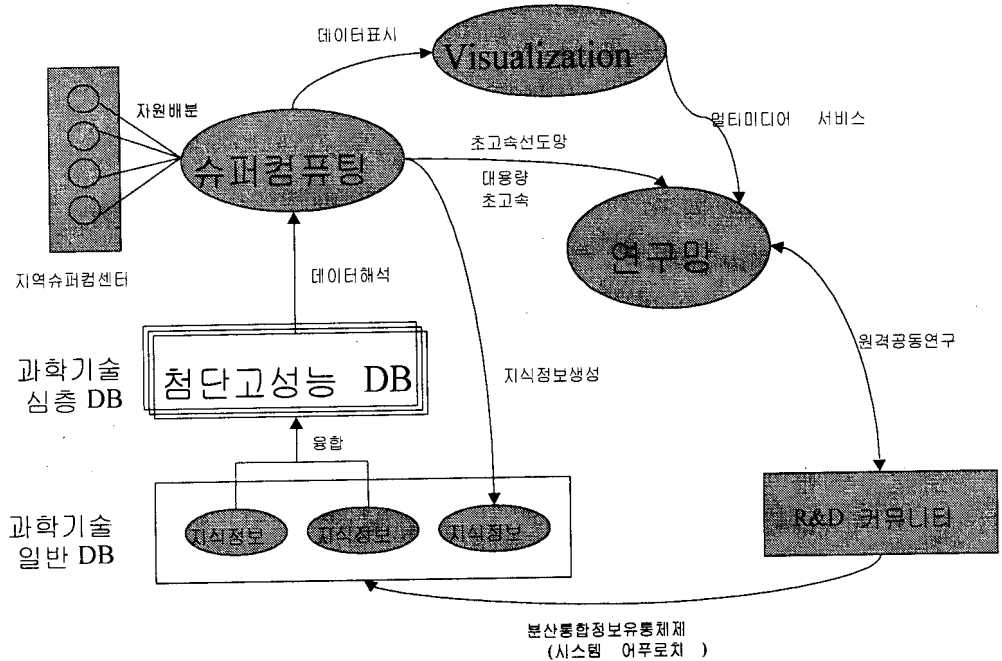 데이터표시
Visualization
자원배분
멀티미디어 서비스
초고속선도망
슈퍼컴퓨팅
대용량
초고속
연구망
지역슈퍼컴센터
데이터해석
원격공동연구
과학기술
심층 DB
첨단고성능 DB
지식정보생성
융합
과학기술
일반 DB
지식정보
지식정보
지식정보
R&D 커뮤니티
분산통합정보유통체제
(시스템 어푸로치 )